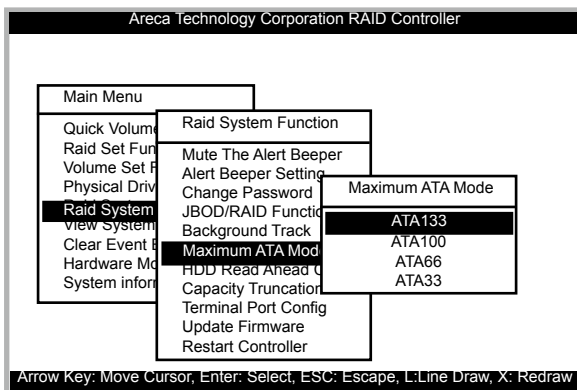 Areca Technology Corporation RAID Controller
Main Menu
Quick Volume
Raid Set Fun
Volume Set F
Physical Driv
Raid System
View System
Clear Event B
Hardware Mo
System inform
Raid System Function
Mute The Alert Beeper
Alert Beeper Setting
Change Password
JBOD/RAID Functio
Background Track
Maximum ATA Mod
HDD Read Ahead C
Capacity Truncation
Terminal Port Config
Update Firmware
Restart Controller
Maximum ATA Mode
ATA133
ATA100
ATA66
ATA33
Arrow Key: Move Cursor, Enter: Select, ESC: Escape, L:Line Draw, X: Redraw